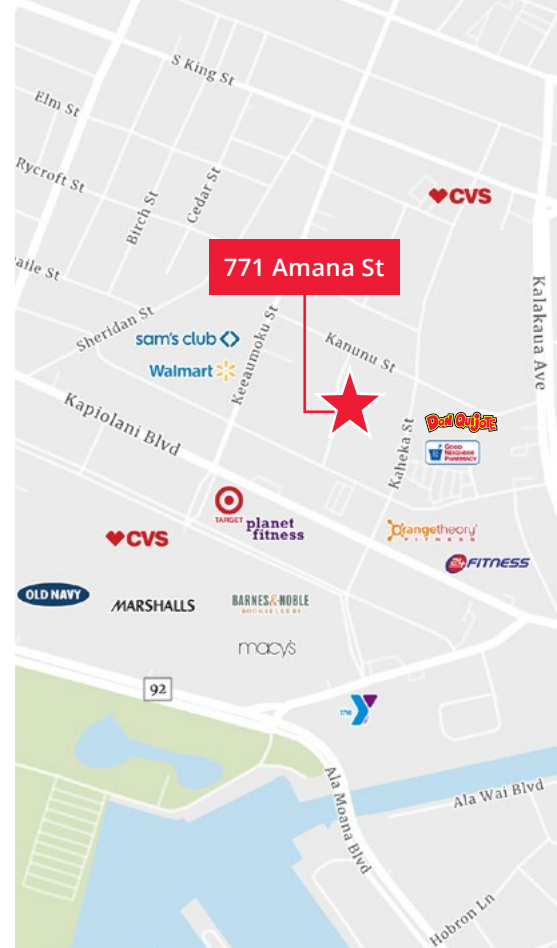 S King St
Elm St
Rycroft St
Cedar St
Birch St
CVS
aile St
771 Amana St
Kalakaua Ave
Sheridan St
sam's club
Keeaumoku St
Kanunu St
Walmart
Kapiolani Blvd
Kaheka St
Don Quijote
GOOD
NEIGHBOR
PHARMACY
TARGET
planet
fitness
Orangetheory
FITNESS
CVS
24 FITNESS
OLD NAVY
MARSHALLS
BARNES&NOBLE
BOOKSELLERS
macy's
92
the Y
Ala Moana Blvd
Ala Wai Blvd
Hobron Ln